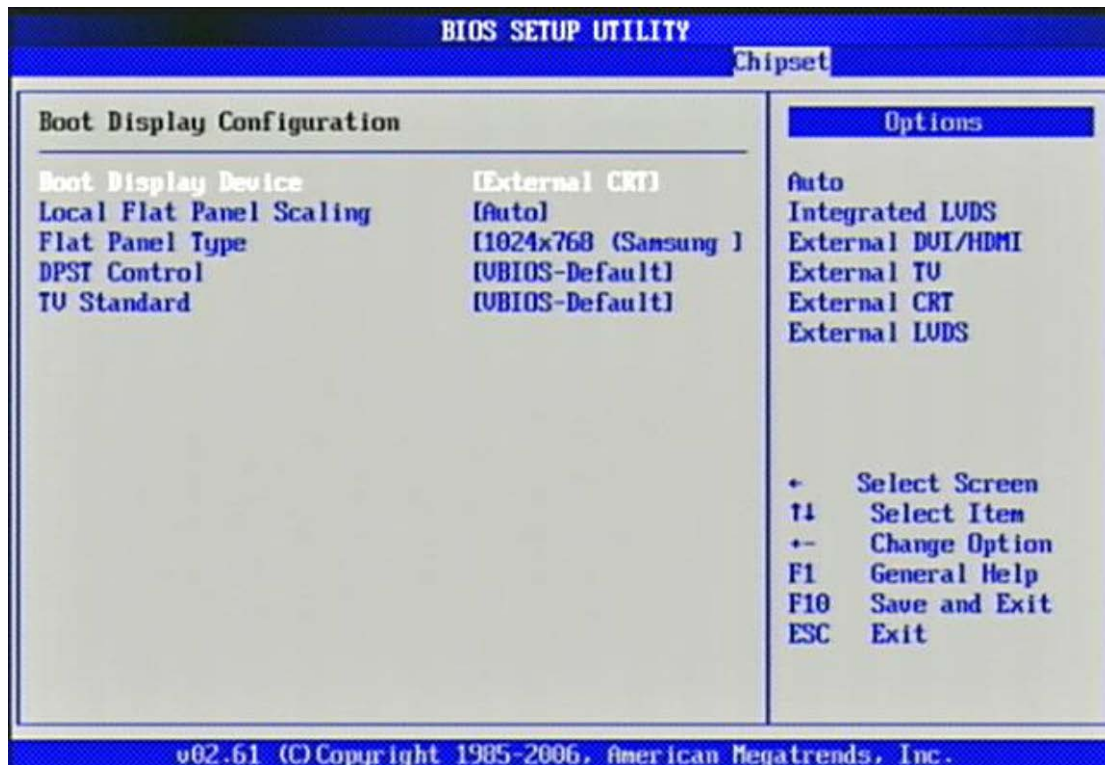 BIOS SETUP UTILITY
Chipset
Boot Display Configuration
Boot Display Device [External CRT]
Local Flat Panel Scaling [Auto]
Flat Panel Type [1024x768 (Samsung ]
DPST Control [VBIOS-Default]
TV Standard [VBIOS-Default]
Options
Auto
Integrated LVDS
External DVI/HDMI
External TV
External CRT
External LVDS
← Select Screen
↑↓ Select Item
+- Change Option
F1 General Help
F10 Save and Exit
ESC Exit
v02.61 (C)Copyright 1985-2006, American Megatrends, Inc.